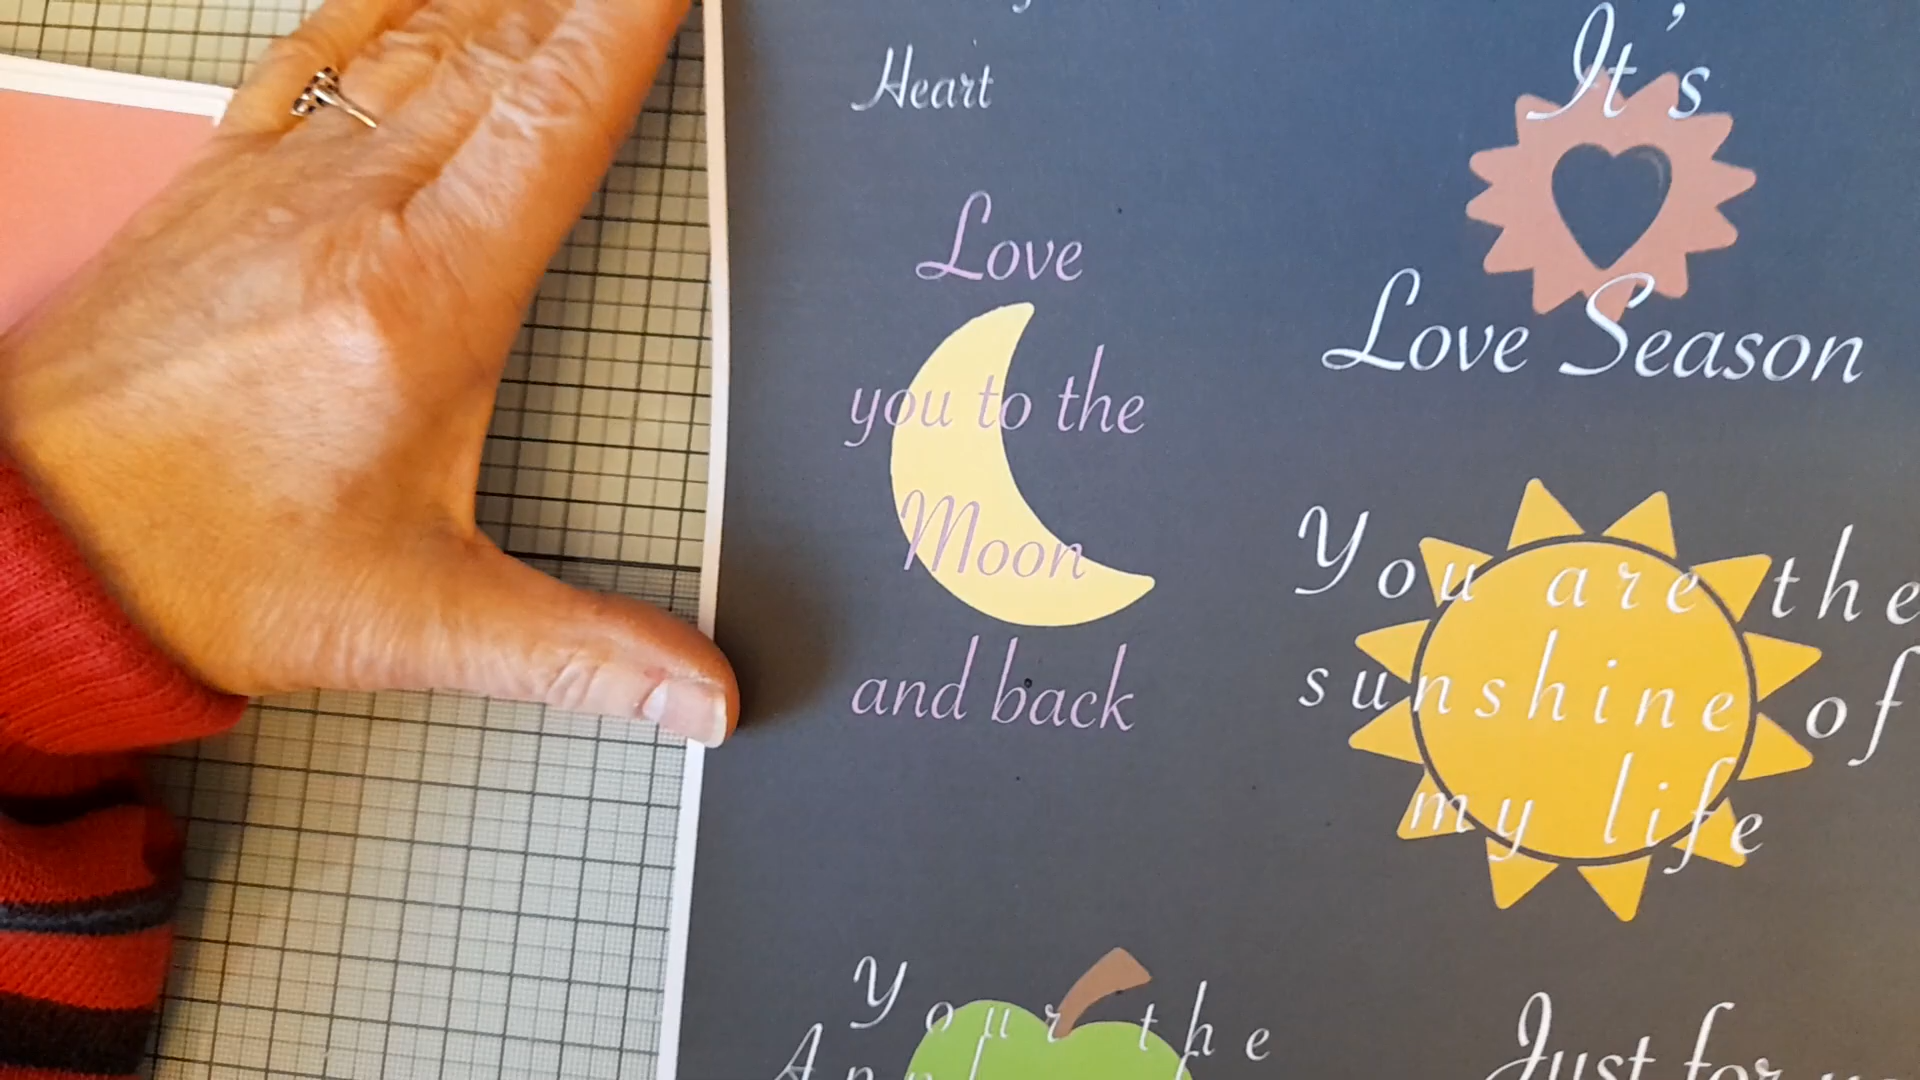 Heart
Love
you to the
Moon
and back
It's
Love Season
You are the
sunshine of
my life
Your the
Just for